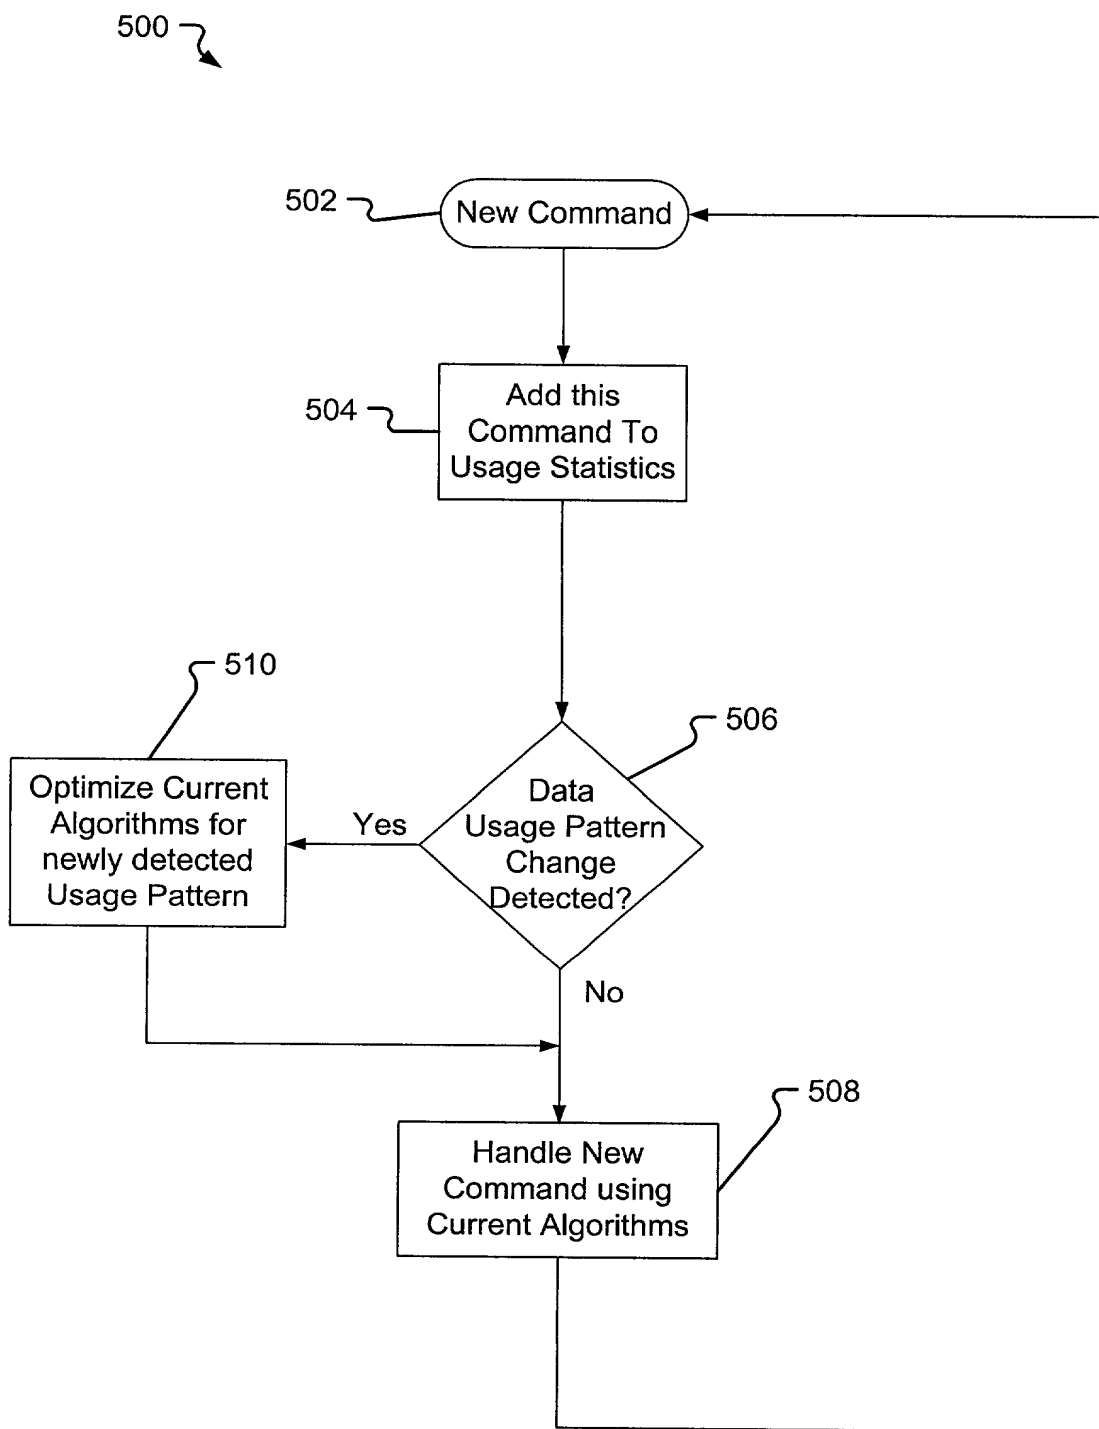 500
502
New Command
504
Add this
Command To
Usage Statistics
510
506
Optimize Current
Algorithms for
newly detected
Usage Pattern
Yes
Data
Usage Pattern
Change
Detected?
No
508
Handle New
Command using
Current Algorithms